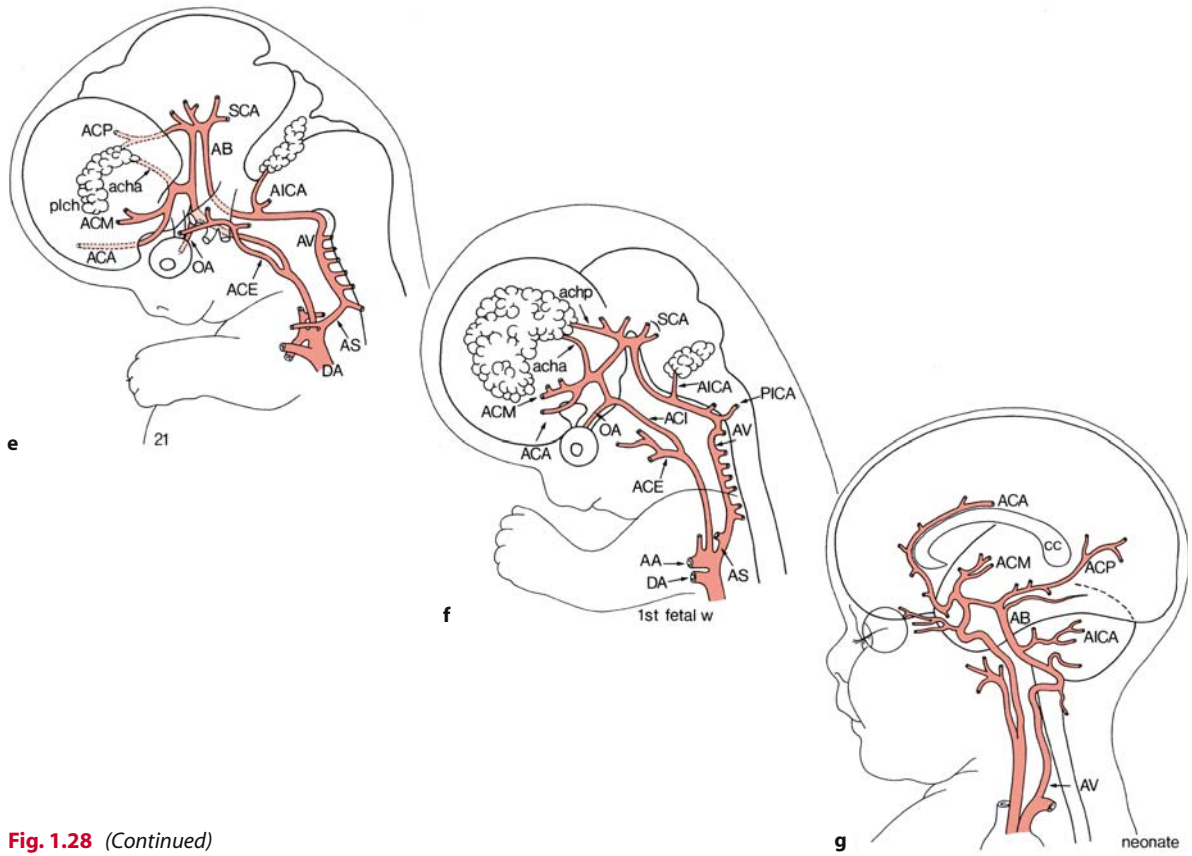 SCA
ACP
AB
acha
AICA
plch
ACM
AV
ACA
OA
ACE
AS
DA
21
e
achp
SCA
acha
AICA
PICA
ACM
ACI
OA
AV
ACA
ACE
AA
AS
DA
1st fetal w
f
ACA
cc
ACM
ACP
AB
AICA
AV
neonate
g
Fig. 1.28 (Continued)